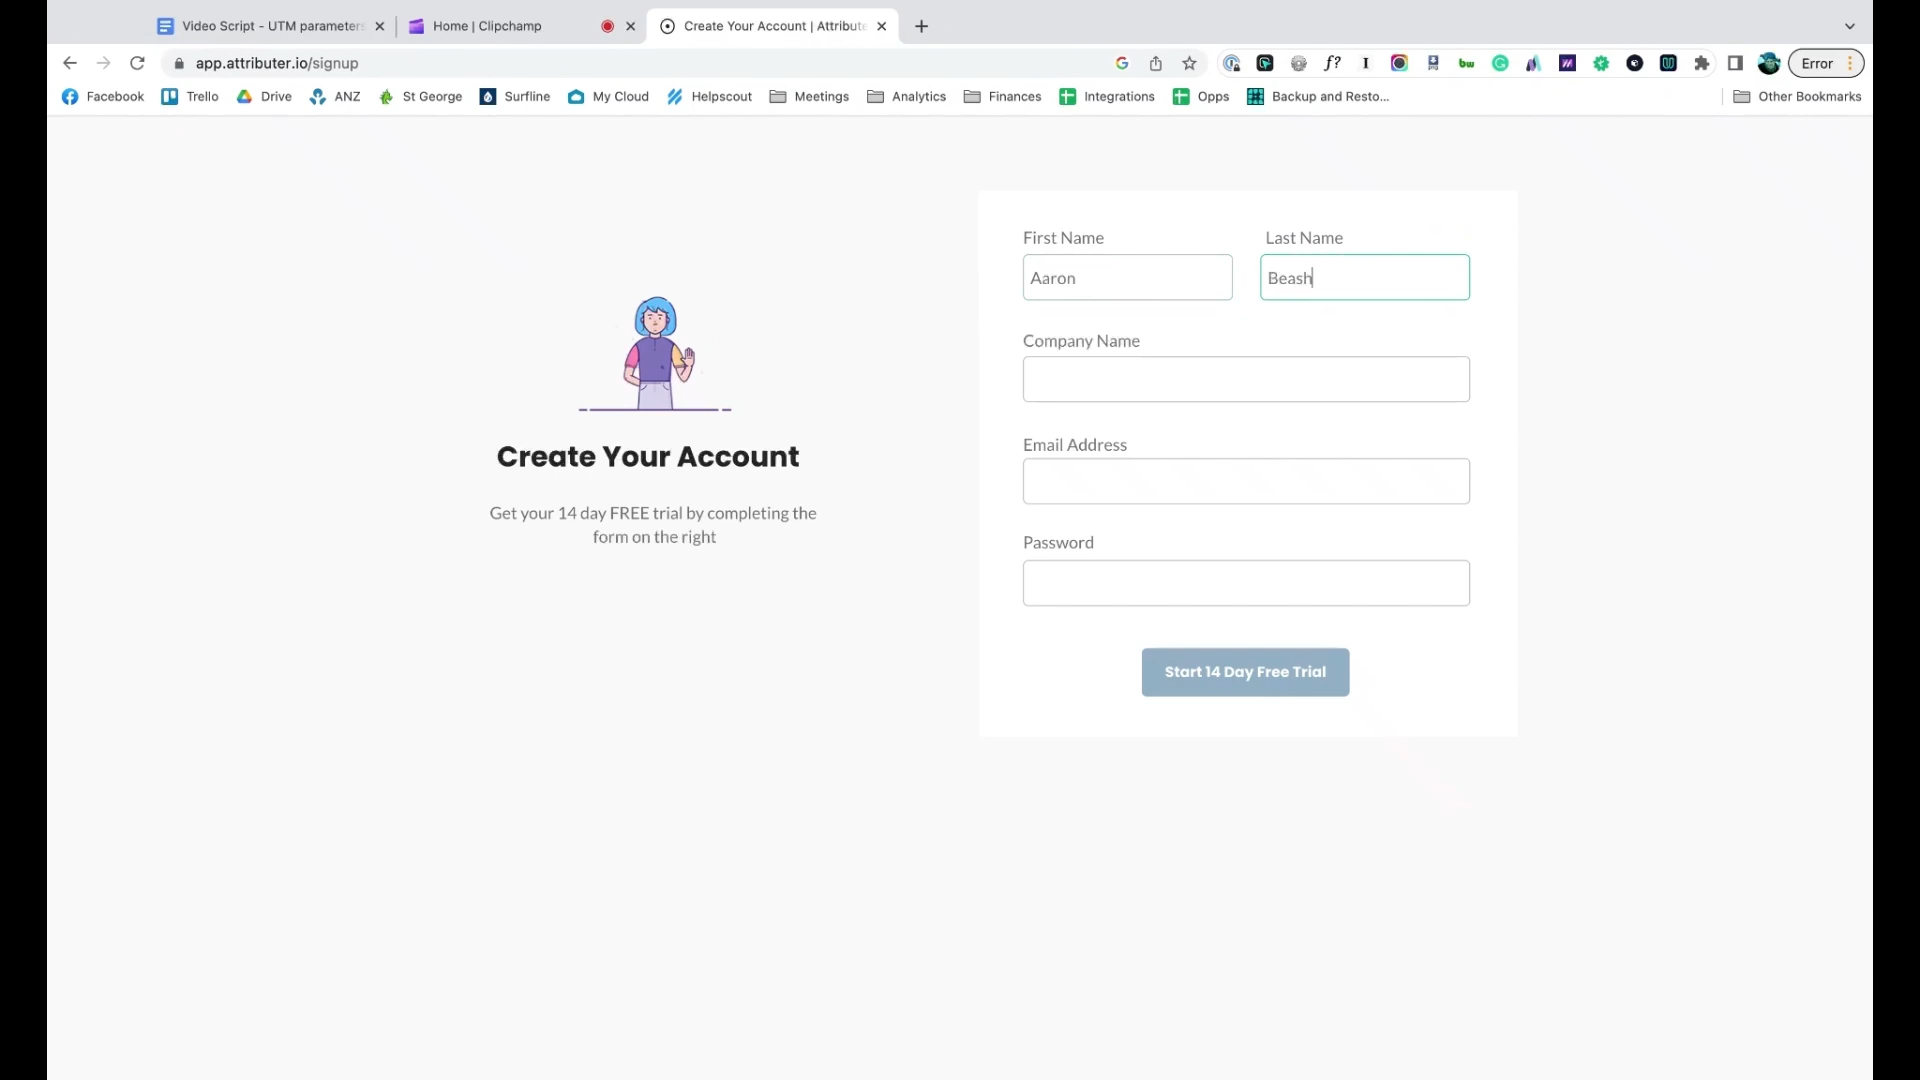 Video Script - UTM parameters
Home | Clipchamp
Create Your Account | Attribute
app.attributer.io/signup
f?
I
bw
Error
Facebook
Trello
Drive
ANZ
St George
Surfline
My Cloud
Helpscout
Meetings
Analytics
Finances
Integrations
Opps
Backup and Resto...
Other Bookmarks
Create Your Account
Get your 14 day FREE trial by completing the
form on the right
First Name
Last Name
Aaron
Beash
Company Name
Email Address
Password
Start 14 Day Free Trial